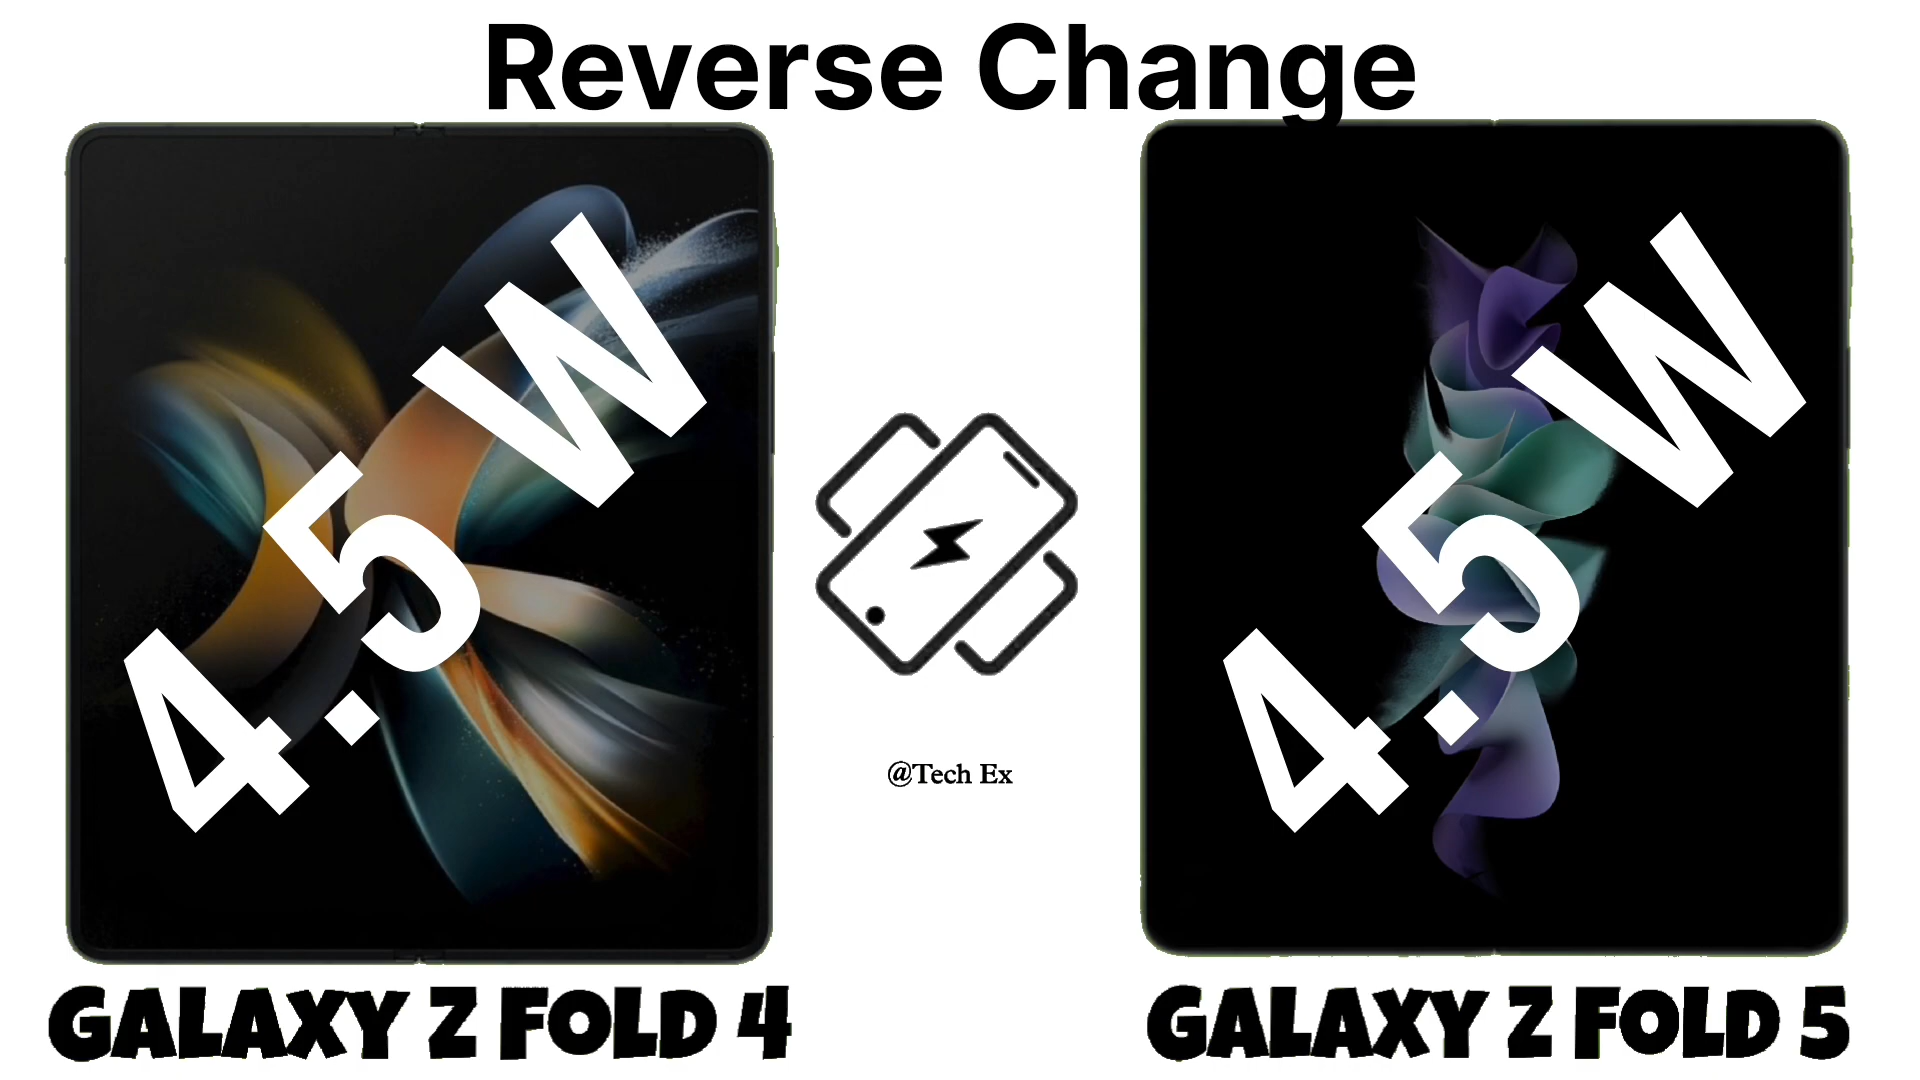 Reverse Change
4.5 W
4.5 W
@Tech Ex
GALAXY Z FOLD 4
GALAXY Z FOLD 5